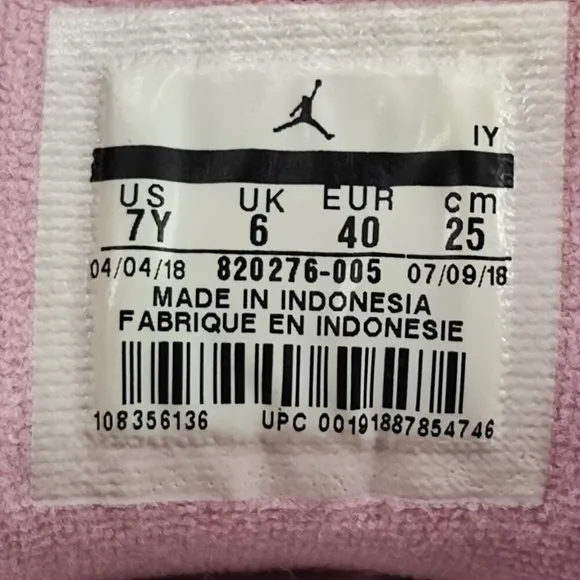 IY
US UK EUR cm
7Y 6 40 25
04/04/18 820276-005 07/09/18
MADE IN INDONESIA
FABRIQUE EN INDONESIE
108356136 UPC 00191887854746